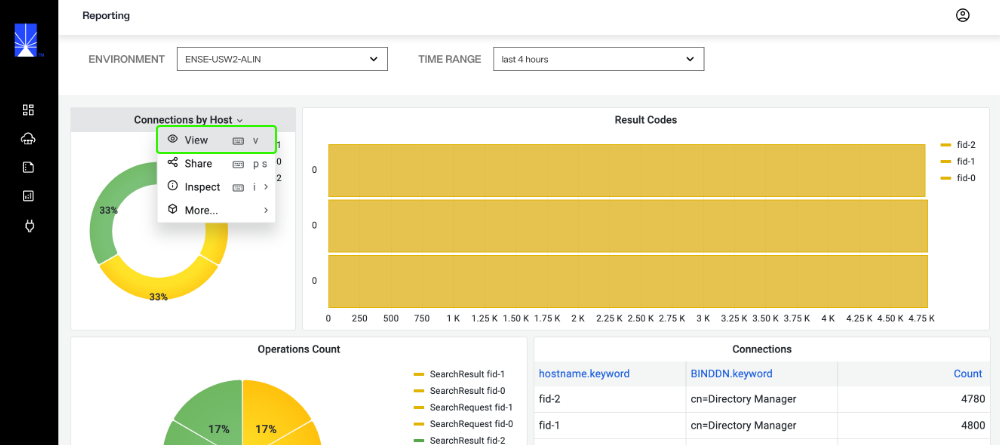 Reporting
ENVIRONMENT
ENSE-USW2-ALIN
TIME RANGE
last 4 hours
Connections by Host
View v
Share p s
Inspect i
More...
1
0
2
33%
33%
Result Codes
0
0
0
0 250 500 750 1 K 1.25 K 1.50 K 1.75 K 2 K 2.25 K 2.50 K 2.75 K 3 K 3.25 K 3.50 K 3.75 K 4 K 4.25 K 4.50 K 4.75 K
fid-2
fid-1
fid-0
Operations Count
17% 17%
SearchResult fid-1
SearchResult fid-0
SearchRequest fid-1
SearchRequest fid-0
SearchResult fid-2
Connections
hostname.keyword BINDDN.keyword Count
fid-2 cn=Directory Manager 4780
fid-1 cn=Directory Manager 4800